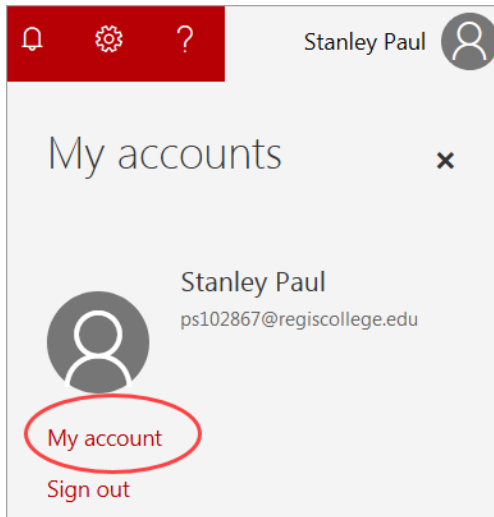 ? Stanley Paul
My accounts
Stanley Paul
ps102867@regiscollege.edu
My account
Sign out